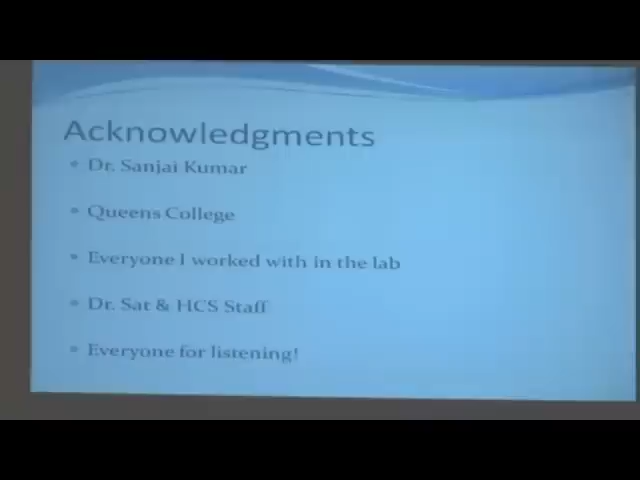 Acknowledgments
• Dr. Sanjai Kumar
• Queens College
• Everyone I worked with in the lab
• Dr. Sat & HCS Staff
• Everyone for listening!